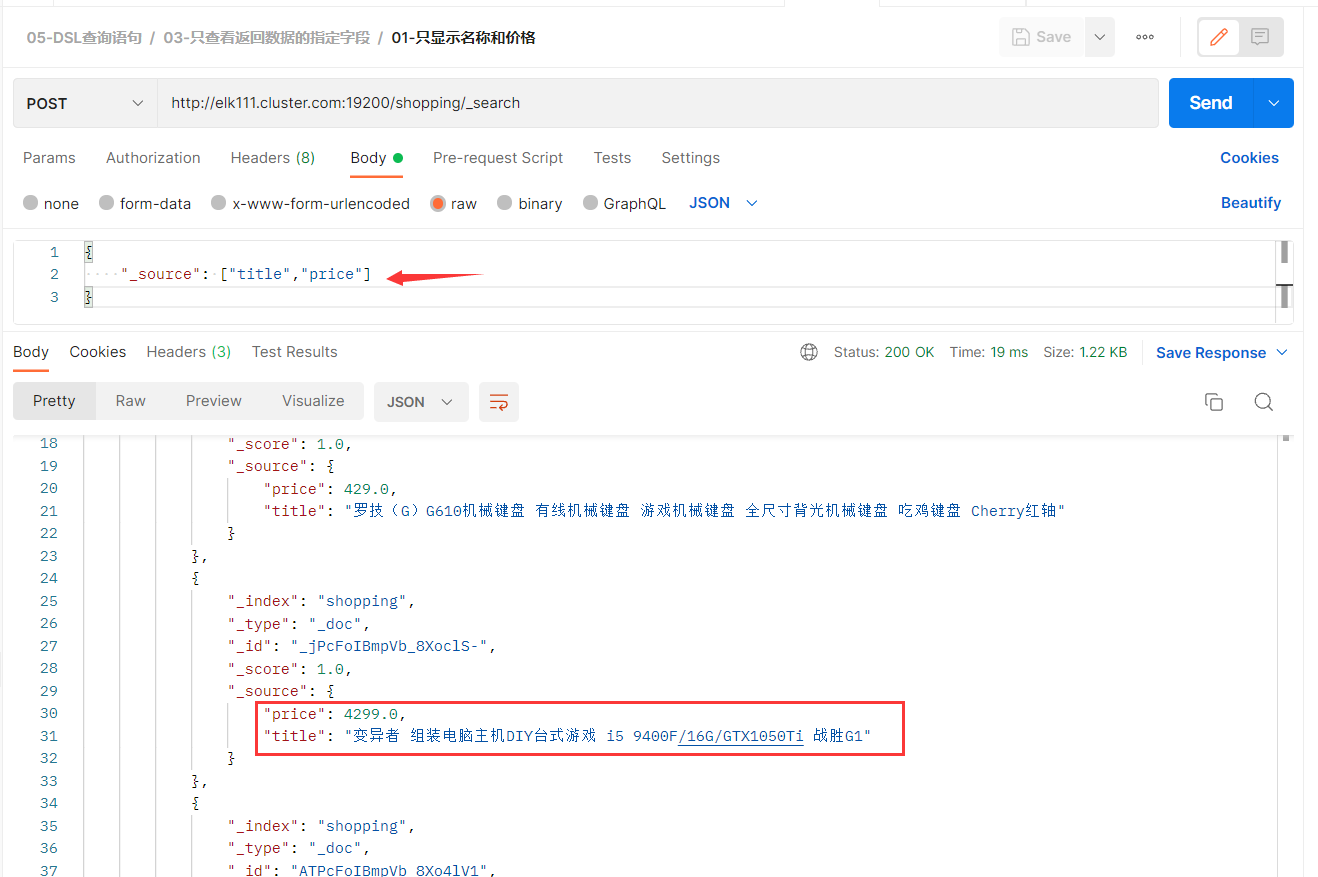 05-DSL查询语句 / 03-只查看返回数据的指定字段 / 01-只显示名称和价格
Save
POST
http://elk111.cluster.com:19200/shopping/_search
Send
Params Authorization Headers (8) Body Pre-request Script Tests Settings Cookies
none form-data x-www-form-urlencoded raw binary GraphQL JSON Beautify
1 {
2 ····"_source":·["title","price"]
3 }
Body Cookies Headers (3) Test Results Status: 200 OK Time: 19 ms Size: 1.22 KB Save Response
Pretty Raw Preview Visualize JSON
18 "_score": 1.0,
19 "_source": {
20 "price": 429.0,
21 "title": "罗技（G）G610机械键盘 有线机械键盘 游戏机械键盘 全尺寸背光机械键盘 吃鸡键盘 Cherry红轴"
22 }
23 },
24 {
25 "_index": "shopping",
26 "_type": "_doc",
27 "_id": "_jPcFoIBmpVb_8XoclS-",
28 "_score": 1.0,
29 "_source": {
30 "price": 4299.0,
31 "title": "变异者 组装电脑主机DIY台式游戏 i5 9400F/16G/GTX1050Ti 战胜G1"
32 }
33 },
34 {
35 "_index": "shopping",
36 "_type": "_doc",
37 "_id": "ATPcFoIBmpVb_8Xo4lV1",